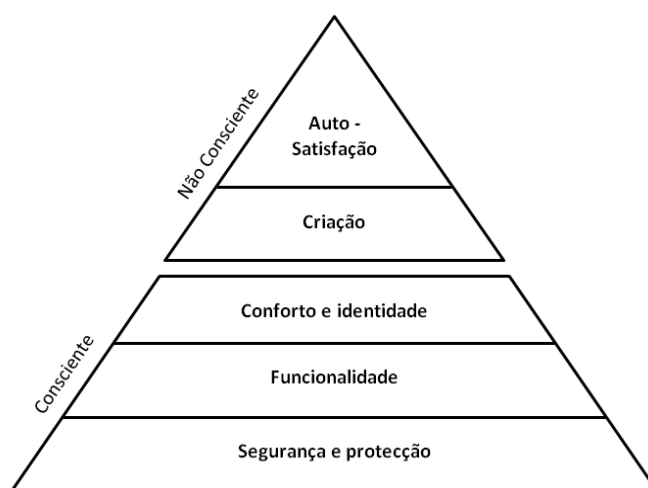 Não Consciente
Auto -
Satisfação
Criação
Consciente
Conforto e identidade
Funcionalidade
Segurança e protecção